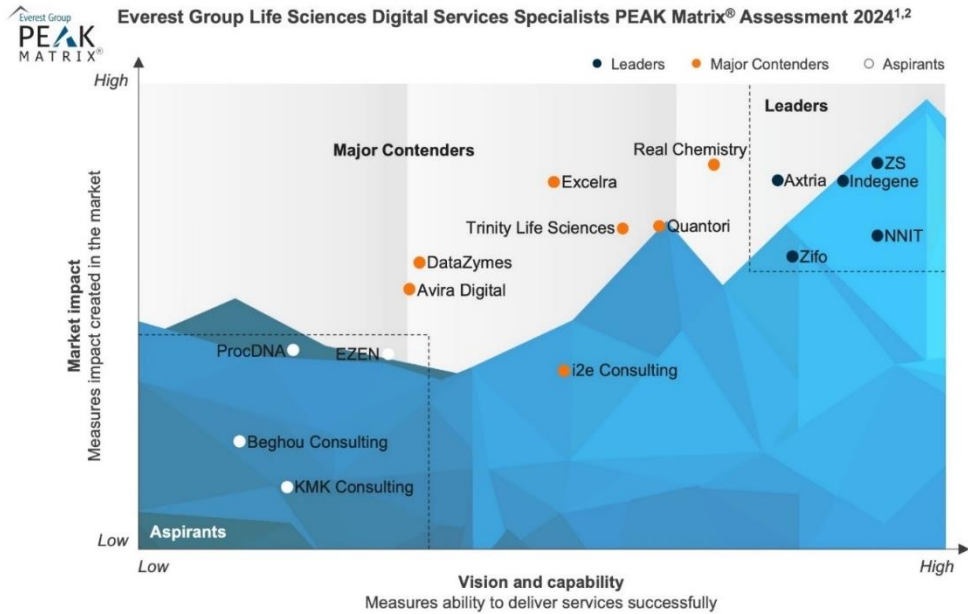 Everest Group
PEAK
MATRIX®
Everest Group Life Sciences Digital Services Specialists PEAK Matrix® Assessment 2024¹,²
Leaders
Major Contenders
Aspirants
High
Leaders
Major Contenders
Real Chemistry
ZS
Excelra
Axtria
Indegene
Trinity Life Sciences
Quantori
NNIT
Zifo
DataZymes
Avira Digital
Market impact
Measures impact created in the market
ProcDNA
EZEN
i2e Consulting
Beghou Consulting
KMK Consulting
Aspirants
Low
Low
High
Vision and capability
Measures ability to deliver services successfully